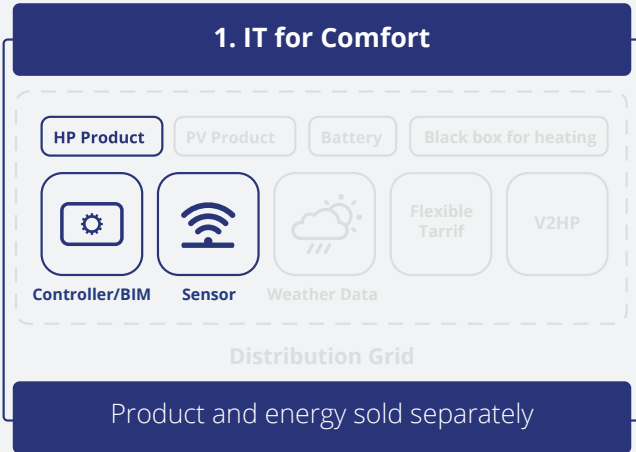 1. IT for Comfort
HP Product PV Product Battery Black box for heating
Flexible
Tarrif
V2HP
Controller/BIM Sensor Weather Data
Distribution Grid
Product and energy sold separately